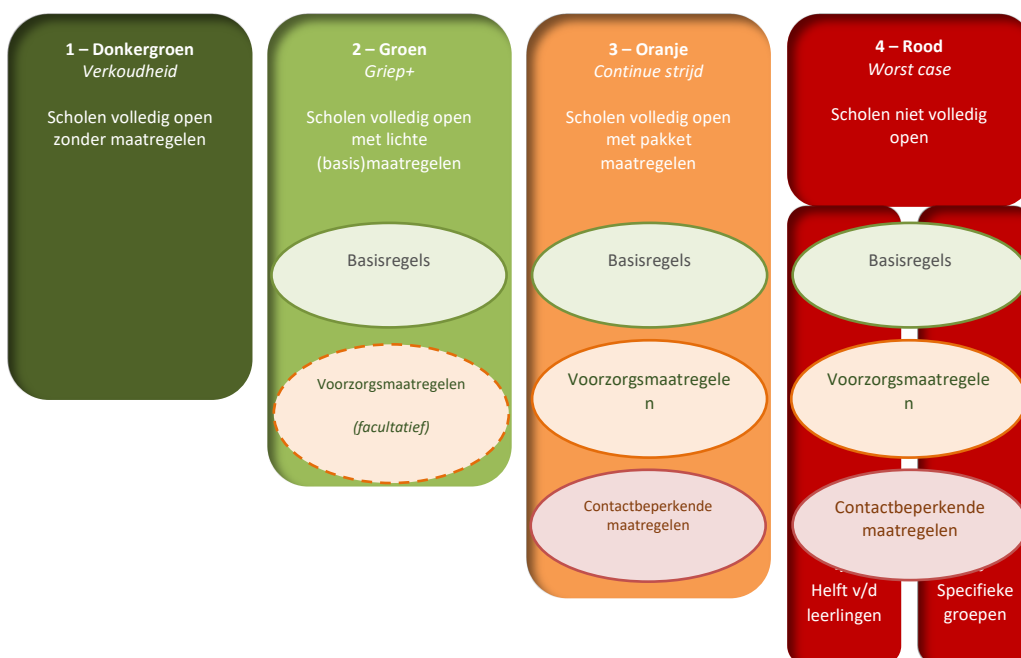 1 – Donkergroen
Verkoudheid
Scholen volledig open
zonder maatregelen
2 – Groen
Griep+
Scholen volledig open
met lichte
(basis)maatregelen
Basisregels
Voorzorgsmaatregelen
(facultatief)
3 – Oranje
Continue strijd
Scholen volledig open
met pakket
maatregelen
Basisregels
Voorzorgsmaatregele
n
Contactbeperkende
maatregelen
4 – Rood
Worst case
Scholen niet volledig
open
Basisregels
Voorzorgsmaatregele
n
Contactbeperkende
maatregelen
Helft v/d
leerlingen
Specifieke
groepen